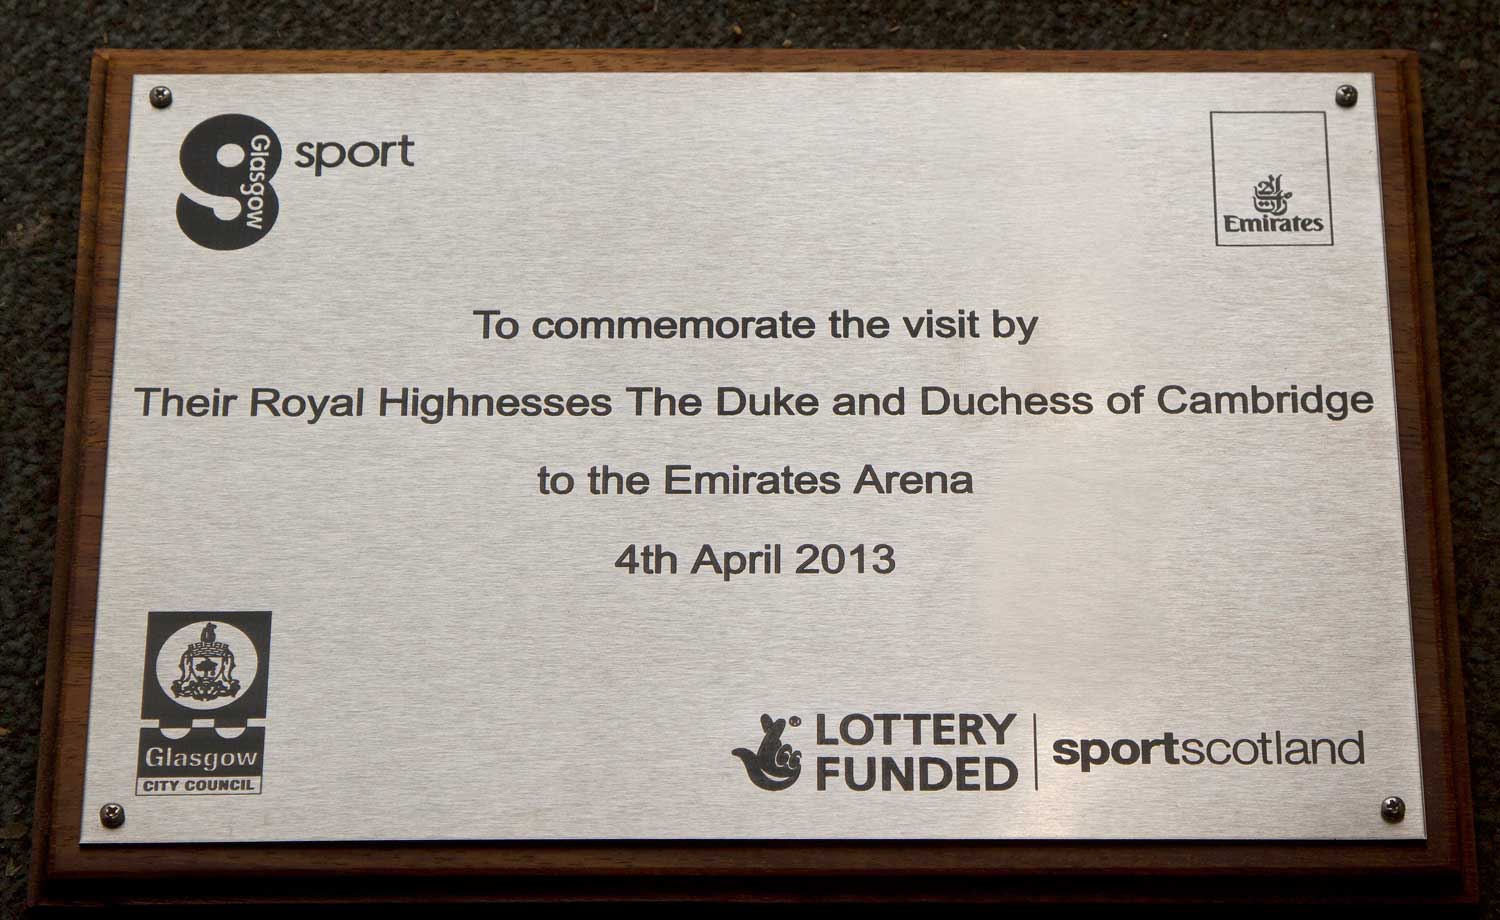 Glasgow
sport
Emirates
To commemorate the visit by
Their Royal Highnesses The Duke and Duchess of Cambridge
to the Emirates Arena
4th April 2013
Glasgow
CITY COUNCIL
LOTTERY
FUNDED
sportscotland